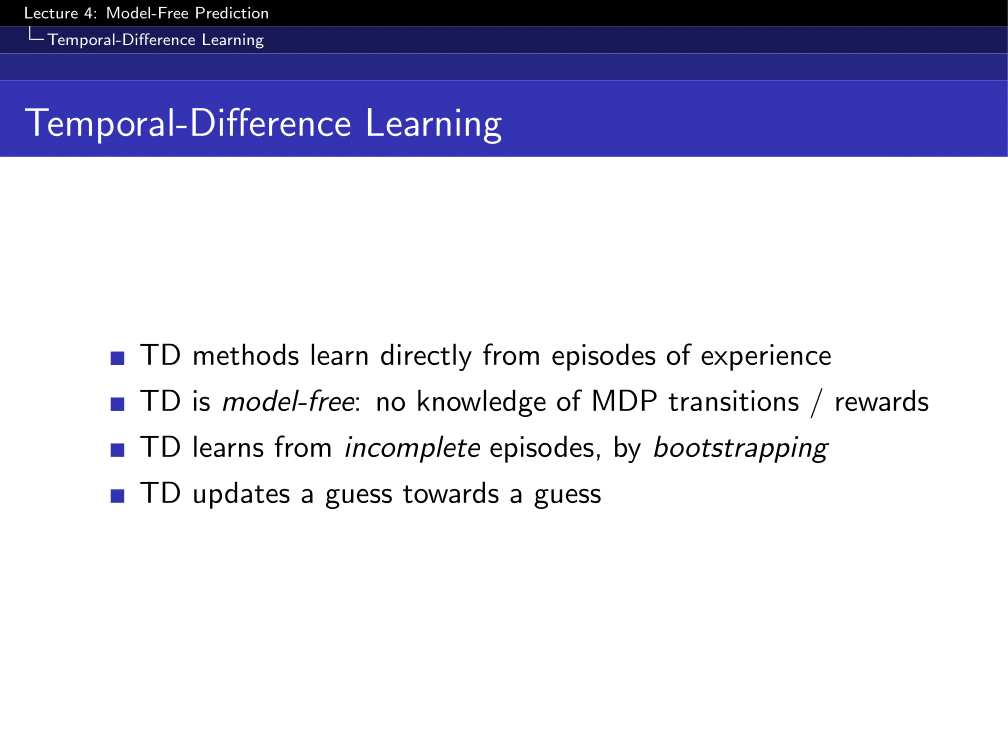 Lecture 4: Model-Free Prediction
Temporal-Difference Learning
Temporal-Difference Learning
TD methods learn directly from episodes of experience
TD is model-free: no knowledge of MDP transitions / rewards
TD learns from incomplete episodes, by bootstrapping
TD updates a guess towards a guess